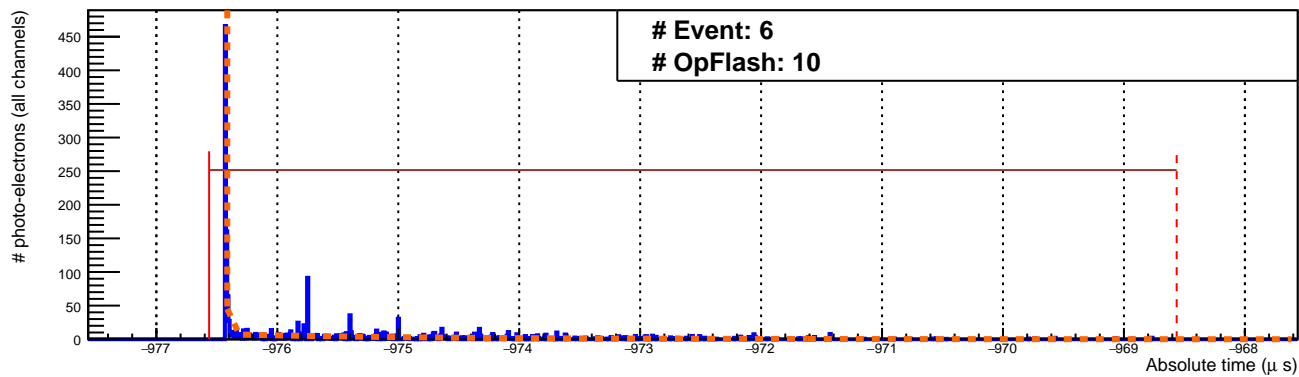 # Event: 6
# OpFlash: 10
# photo-electrons (all channels)
450
400
350
300
250
200
150
100
50
0
−977 −976 −975 −974 −973 −972 −971 −970 −969 −968
Absolute time (μ s)